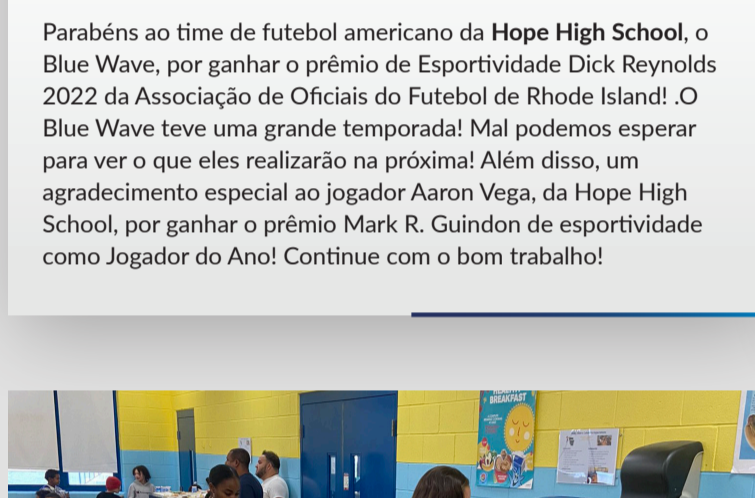 Parabéns ao time de futebol americano da Hope High School, o
Blue Wave, por ganhar o prêmio de Esportividade Dick Reynolds
2022 da Associação de Oficiais do Futebol de Rhode Island! .O
Blue Wave teve uma grande temporada! Mal podemos esperar
para ver o que eles realizarão na próxima! Além disso, um
agradecimento especial ao jogador Aaron Vega, da Hope High
School, por ganhar o prêmio Mark R. Guindon de esportividade
como Jogador do Ano! Continue com o bom trabalho!
BREAKFAST